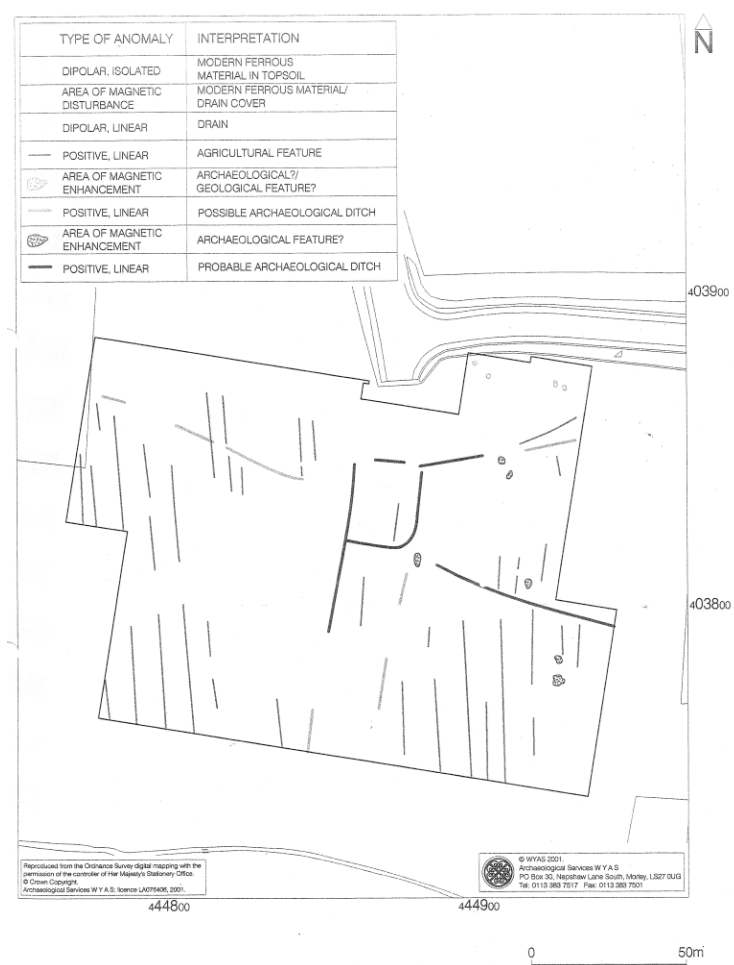 N
TYPE OF ANOMALY INTERPRETATION
DIPOLAR, ISOLATED MODERN FERROUS
MATERIAL IN TOPSOIL
AREA OF MAGNETIC MODERN FERROUS MATERIAL/
DISTURBANCE DRAIN COVER
DIPOLAR, LINEAR DRAIN
POSITIVE, LINEAR AGRICULTURAL FEATURE
AREA OF MAGNETIC ARCHAEOLOGICAL?/
ENHANCEMENT GEOLOGICAL FEATURE?
POSITIVE, LINEAR POSSIBLE ARCHAEOLOGICAL DITCH
AREA OF MAGNETIC ARCHAEOLOGICAL FEATURE?
ENHANCEMENT
POSITIVE, LINEAR PROBABLE ARCHAEOLOGICAL DITCH
403900
403800
Reproduced from the Ordnance Survey digital mapping with the
permission of the controller of Her Majesty's Stationery Office.
© Crown Copyright.
Archaeological Services W Y A S: licence LA076406, 2001.
© WYAS 2001.
Archaeological Services W Y A S
PO Box 30, Nepshaw Lane South, Morley, LS27 0UG
Tel: 0113 383 7517 Fax: 0113 383 7501
444800 444900
0 50m